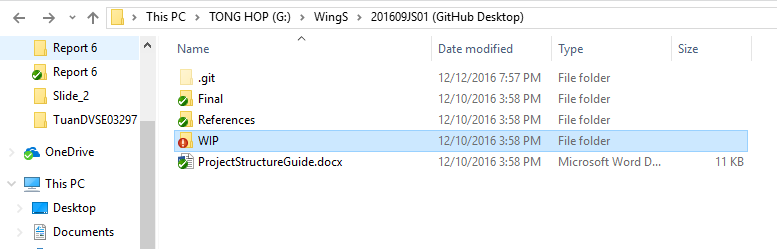 This PC > TONG HOP (G:) > WingS > 201609JS01 (GitHub Desktop)
Report 6
Report 6
Slide_2
TuanDVSE03297
OneDrive
This PC
Desktop
Documents
Name Date modified Type Size
.git 12/12/2016 7:57 PM File folder
Final 12/10/2016 3:58 PM File folder
References 12/10/2016 3:58 PM File folder
WIP 12/10/2016 3:58 PM File folder
ProjectStructureGuide.docx 12/10/2016 3:58 PM Microsoft Word D... 11 KB